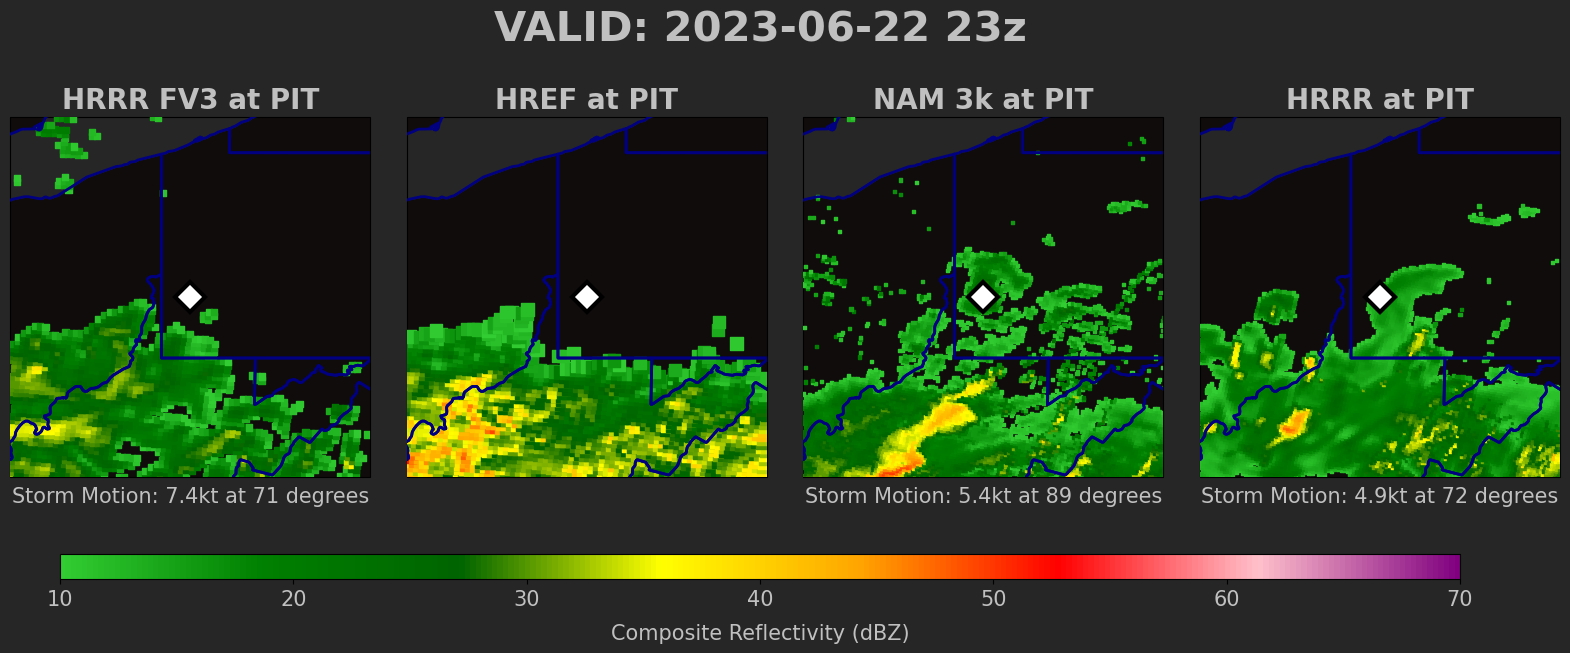 VALID: 2023-06-22 23z
HRRR FV3 at PIT
HREF at PIT
NAM 3k at PIT
HRRR at PIT
Storm Motion: 7.4kt at 71 degrees
Storm Motion: 5.4kt at 89 degrees
Storm Motion: 4.9kt at 72 degrees
10 20 30 40 50 60 70
Composite Reflectivity (dBZ)